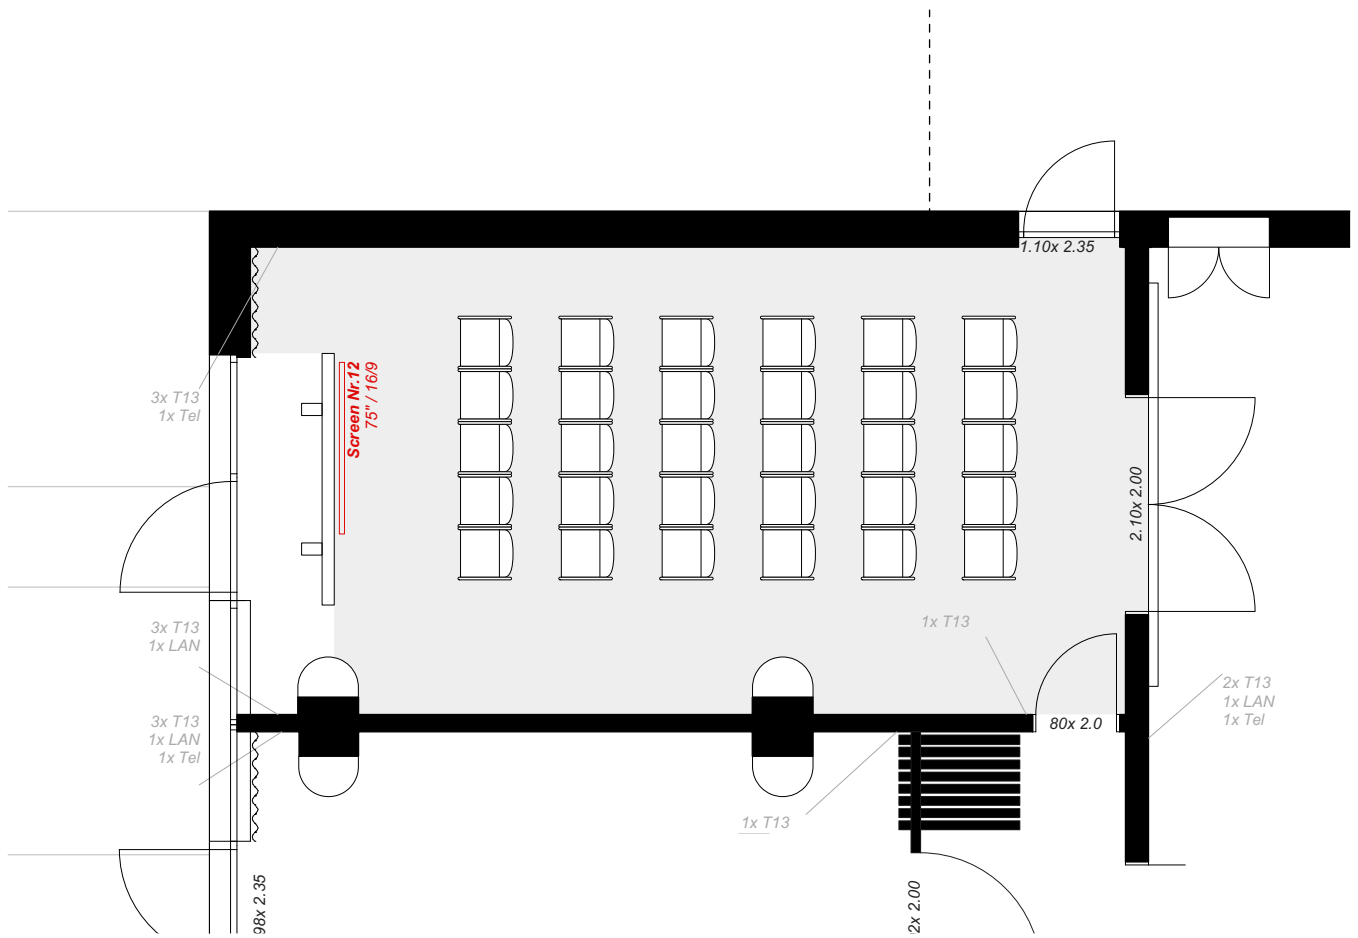 1.10x 2.35
Screen Nr.12
75" / 16/9
3x T13
1x Tel
2.10x 2.00
3x T13
1x LAN
1x T13
2x T13
1x LAN
1x Tel
3x T13
1x LAN
1x Tel
80x 2.0
1x T13
98x 2.35
2x 2.00